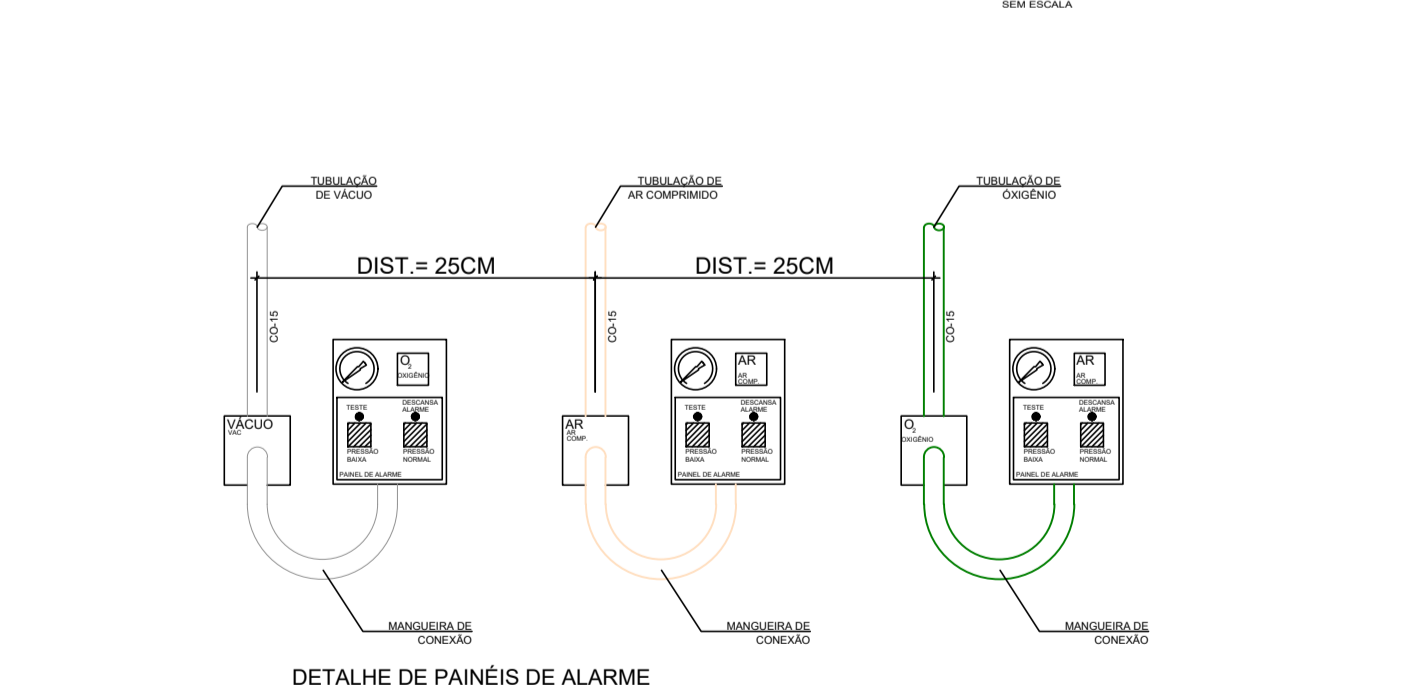 SEM ESCALA
TUBULAÇÃO
DE VÁCUO
TUBULAÇÃO DE
AR COMPRIMIDO
TUBULAÇÃO DE
ÓXIGÊNIO
DIST.= 25CM
DIST.= 25CM
CO-15
CO-15
CO-15
VÁCUO
VAC
O2
OXIGÊNIO
TESTE
DESCANSA
ALARME
PRESSÃO
BAIXA
PRESSÃO
NORMAL
PAINEL DE ALARME
AR
AR
COMP.
AR
AR
COMP.
TESTE
DESCANSA
ALARME
PRESSÃO
BAIXA
PRESSÃO
NORMAL
PAINEL DE ALARME
O2
OXIGÊNIO
AR
AR
COMP.
TESTE
DESCANSA
ALARME
PRESSÃO
BAIXA
PRESSÃO
NORMAL
PAINEL DE ALARME
MANGUEIRA DE
CONEXÃO
MANGUEIRA DE
CONEXÃO
MANGUEIRA DE
CONEXÃO
DETALHE DE PAINÉIS DE ALARME